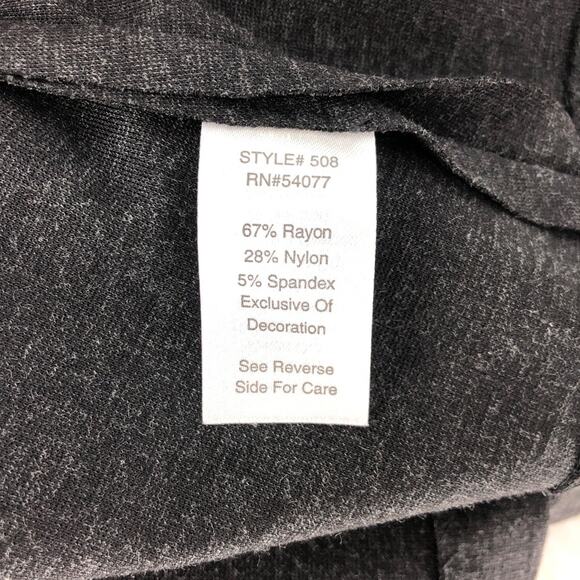 STYLE# 508
RN#54077
67% Rayon
28% Nylon
5% Spandex
Exclusive Of
Decoration
See Reverse
Side For Care